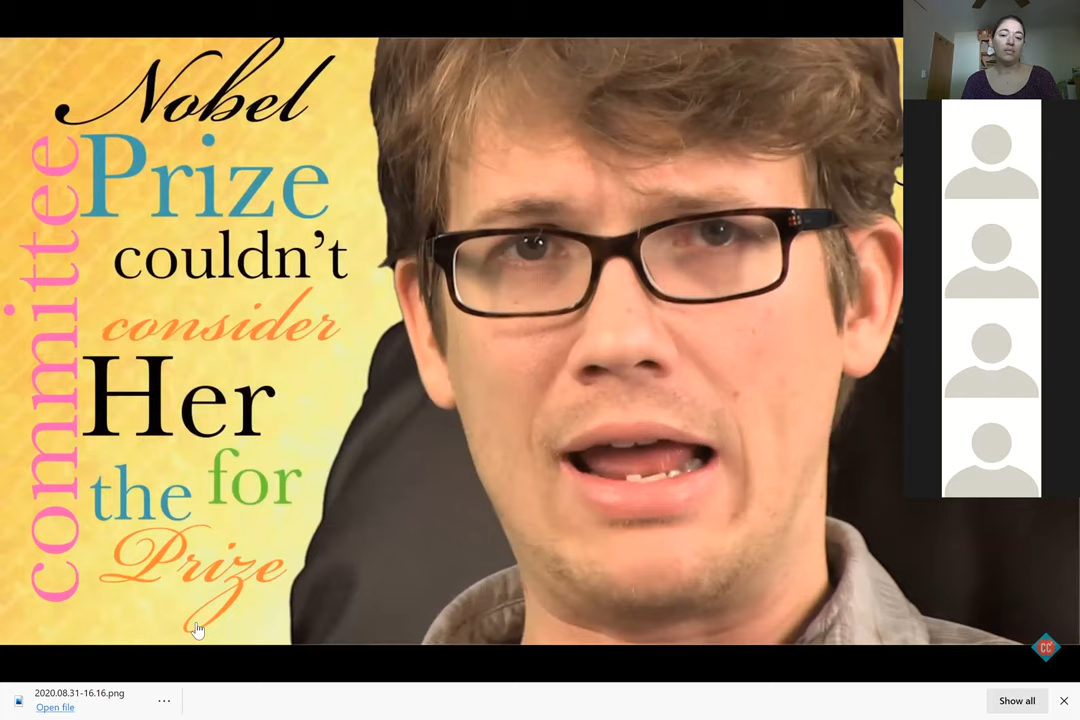 Nobel
Prize
committee
couldn't
consider
Her
for
the
Prize
CC
2020.08.31-16.16.png
Open file
...
Show all